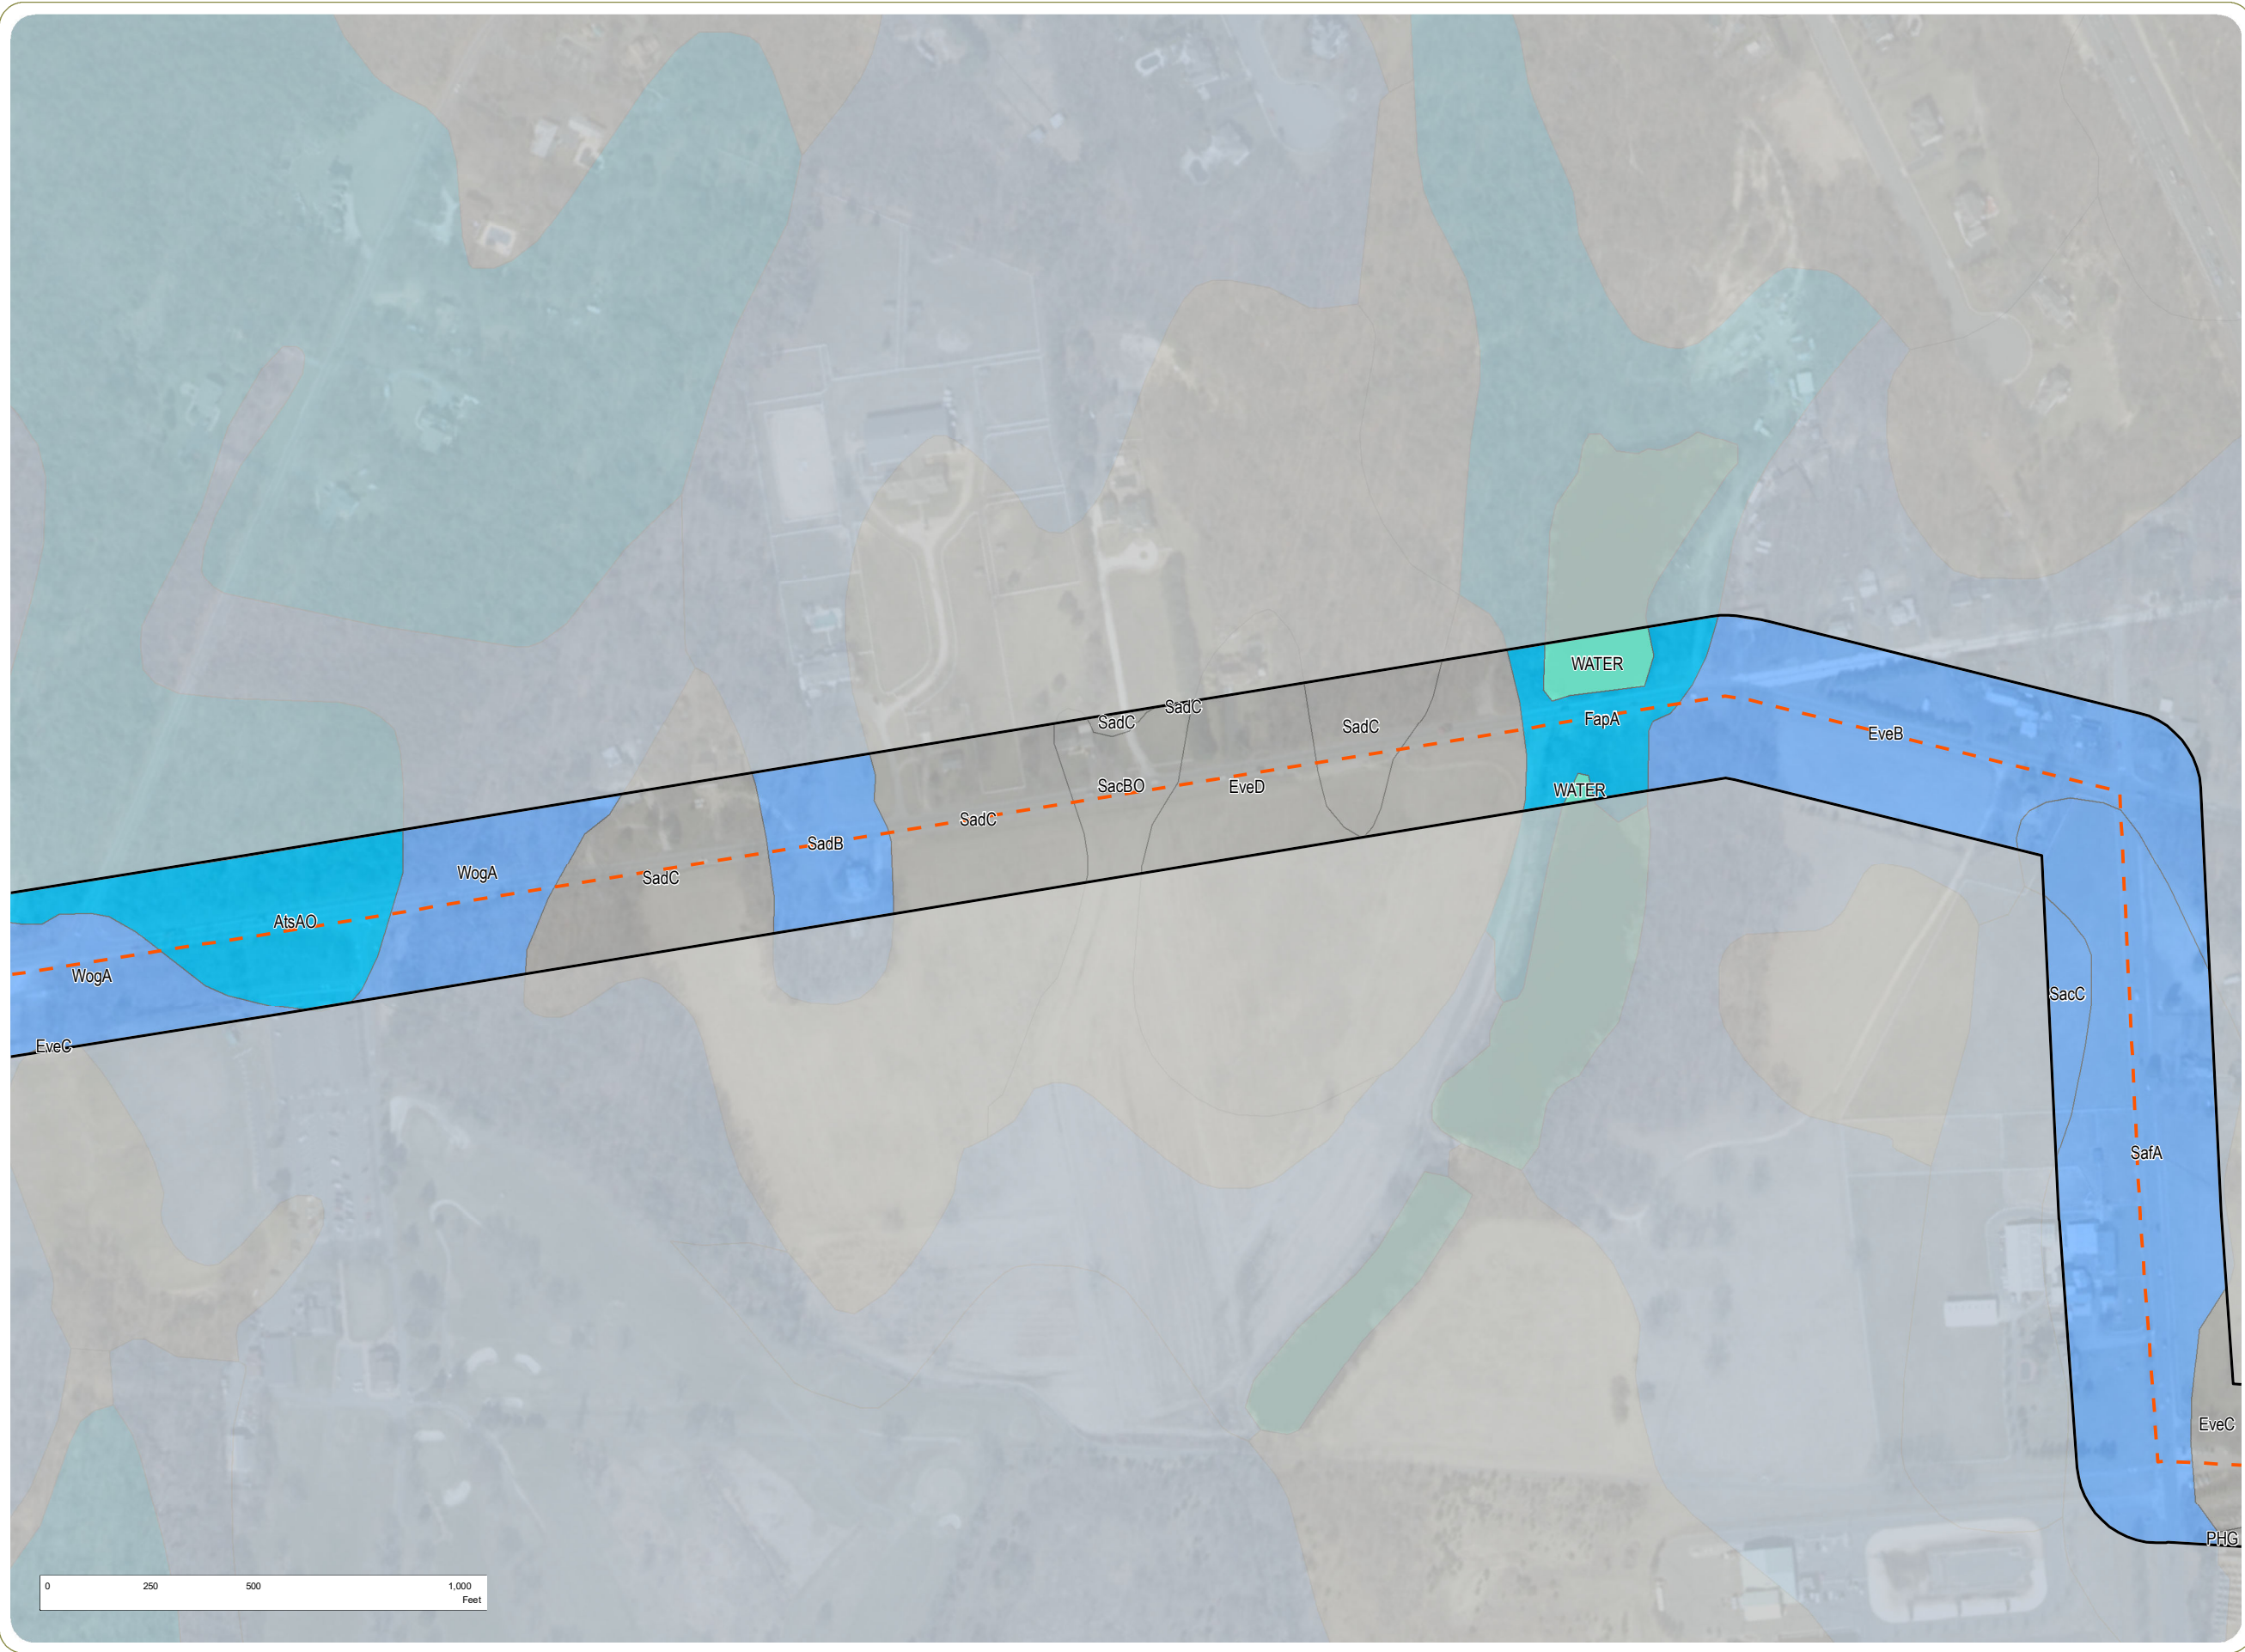 WATER
SadC
SadC
FapA
SadC
EveB
SacBO
EveD
WATER
SadC
SadB
WogA
SadC
AtsAO
WogA
SacC
EveC
SafA
EveC
PHG
0 250 500 1,000
Feet